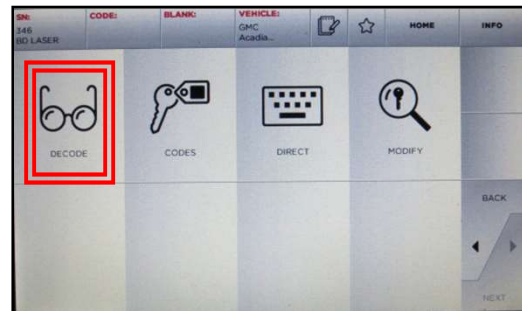 SN:
346
BD LASER
CODE:
BLANK:
VEHICLE:
GMC
Acadia...
HOME
INFO
DECODE
CODES
DIRECT
MODIFY
BACK
NEXT